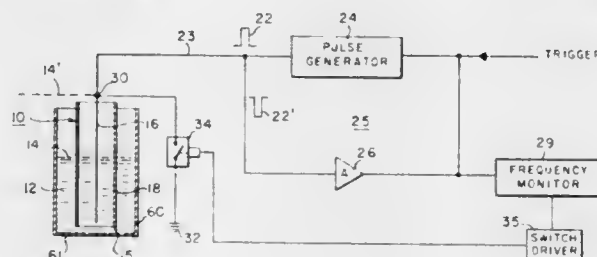 22
24
23
PULSE
GENERATOR
TRIGGER
14'
30
10
16
34
22'
25
14
26
29
A
FREQUENCY
MONITOR
12
18
6C
32
35
SWITCH
DRIVER
61